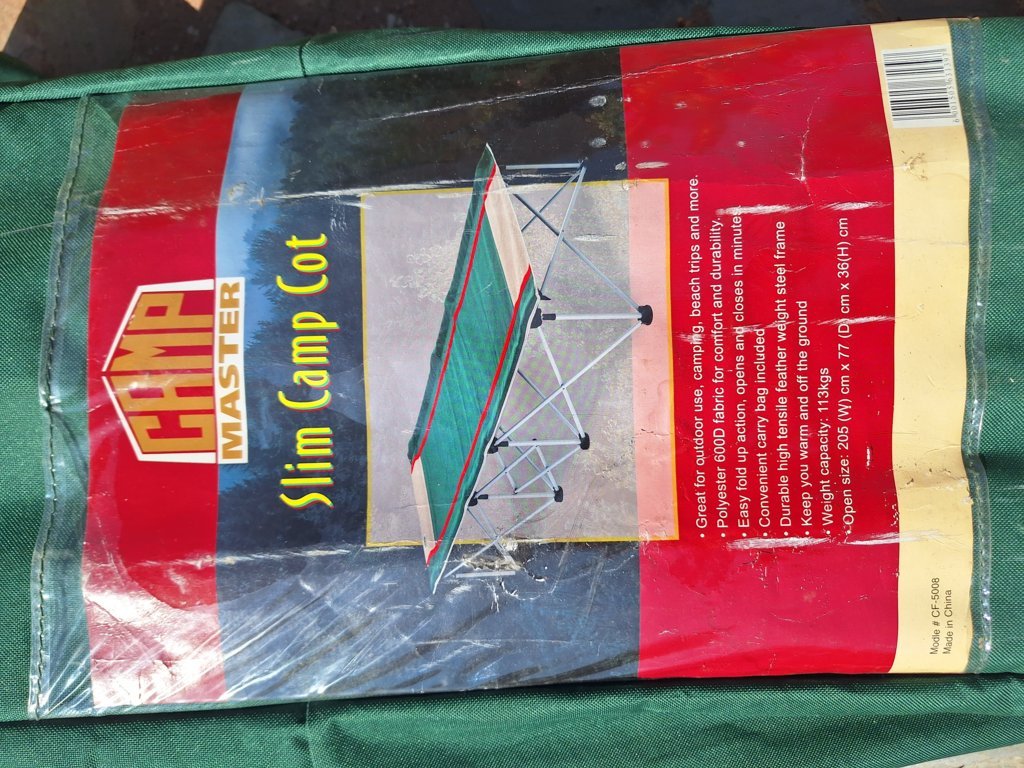 CAMP
MASTER
Slim Camp Cot
• Great for outdoor use, camping, beach trips and more.
• Polyester 600D fabric for comfort and durability.
• Easy fold up action, opens and closes in minutes
• Convenient carry bag included
• Durable high tensile feather weight steel frame
• Keep you warm and off the ground
• Weight capacity: 113kgs
• Open size: 205 (W) cm x 77 (D) cm x 36(H) cm
Modle # CF-5008
Made in China